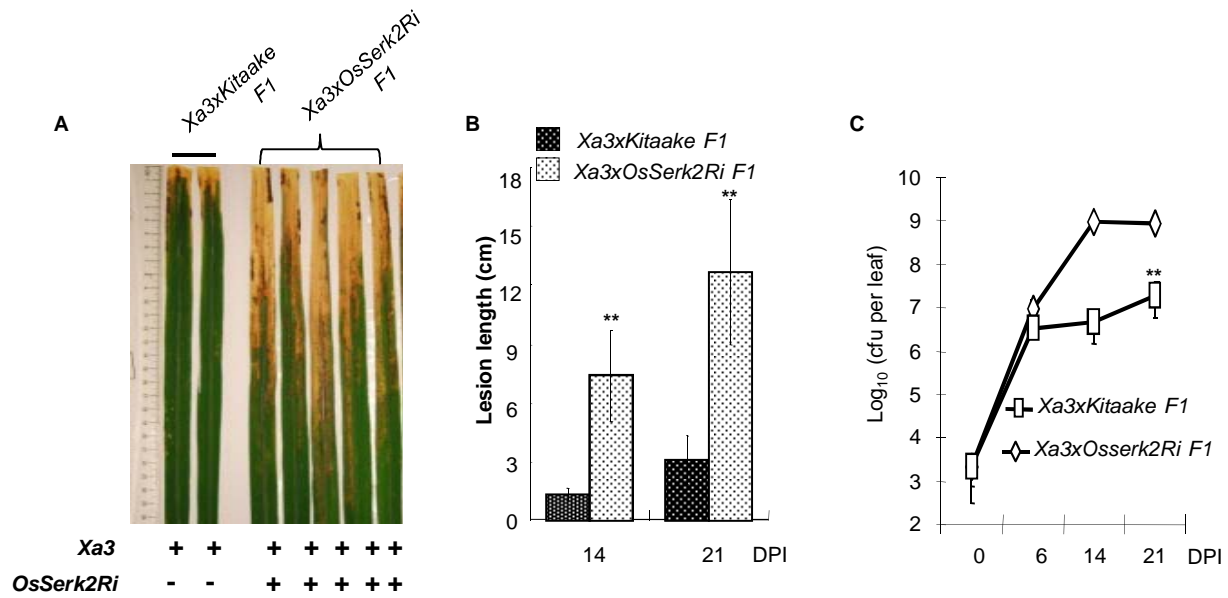 Xa3xKitaake
F1
Xa3xOsSerk2Ri
F1
A
Xa3 + + + + + + +
OsSerk2Ri - - + + + + +
B
Xa3xKitaake F1
Xa3xOsSerk2Ri F1
Lesion length (cm)
18
15
12
9
6
3
0
**
**
14 21 DPI
C
Log10 (cfu per leaf)
10
9
8
7
6
5
4
3
2
**
Xa3xKitaake F1
Xa3xOsserk2Ri F1
0 6 14 21 DPI